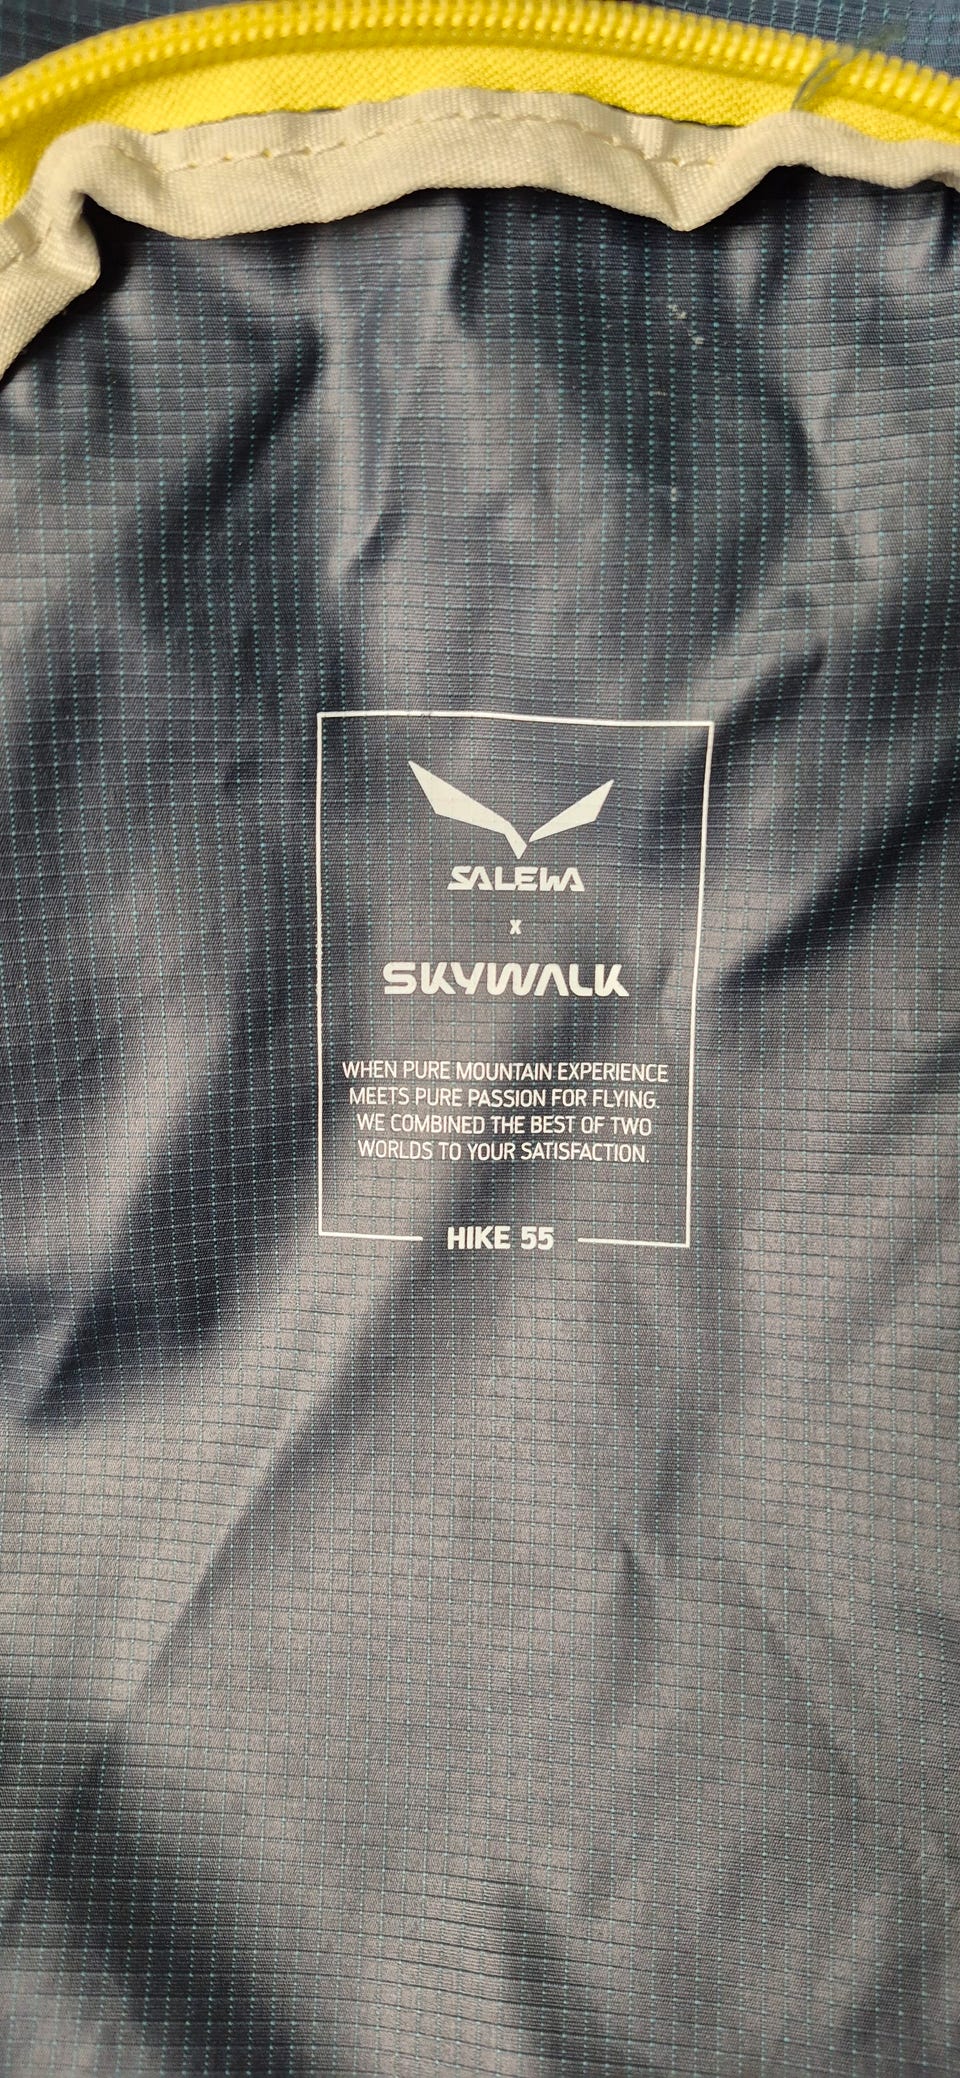 SALEWA
x
SKYWALK
WHEN PURE MOUNTAIN EXPERIENCE
MEETS PURE PASSION FOR FLYING.
WE COMBINED THE BEST OF TWO
WORLDS TO YOUR SATISFACTION.
HIKE 55